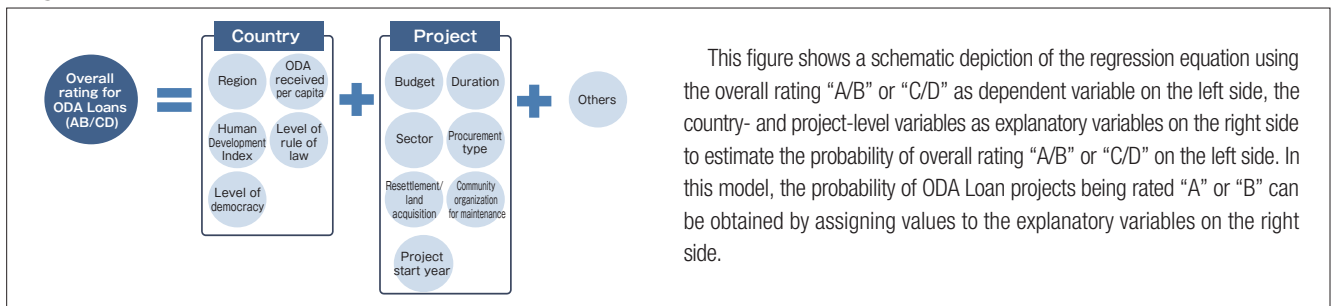 Overall
rating for
ODA Loans
(AB/CD)
Country
Region
ODA
received
per capita
Human
Development
Index
Level of
rule of
law
Level of
democracy
Project
Budget
Duration
Sector
Procurement
type
Resettlement/
land
acquisition
Community
organization
for maintenance
Project
start year
Others
This figure shows a schematic depiction of the regression equation using
the overall rating “A/B” or “C/D” as dependent variable on the left side, the
country- and project-level variables as explanatory variables on the right side
to estimate the probability of overall rating “A/B” or “C/D” on the left side. In
this model, the probability of ODA Loan projects being rated “A” or “B” can
be obtained by assigning values to the explanatory variables on the right
side.